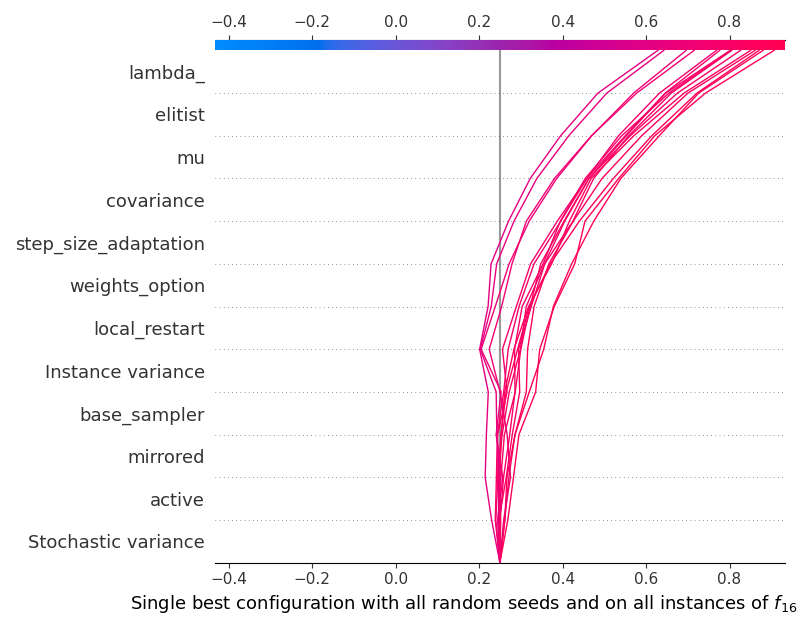 −0.4 −0.2 0.0 0.2 0.4 0.6 0.8
lambda_
elitist
mu
covariance
step_size_adaptation
weights_option
local_restart
Instance variance
base_sampler
mirrored
active
Stochastic variance
−0.4 −0.2 0.0 0.2 0.4 0.6 0.8
Single best configuration with all random seeds and on all instances of f16